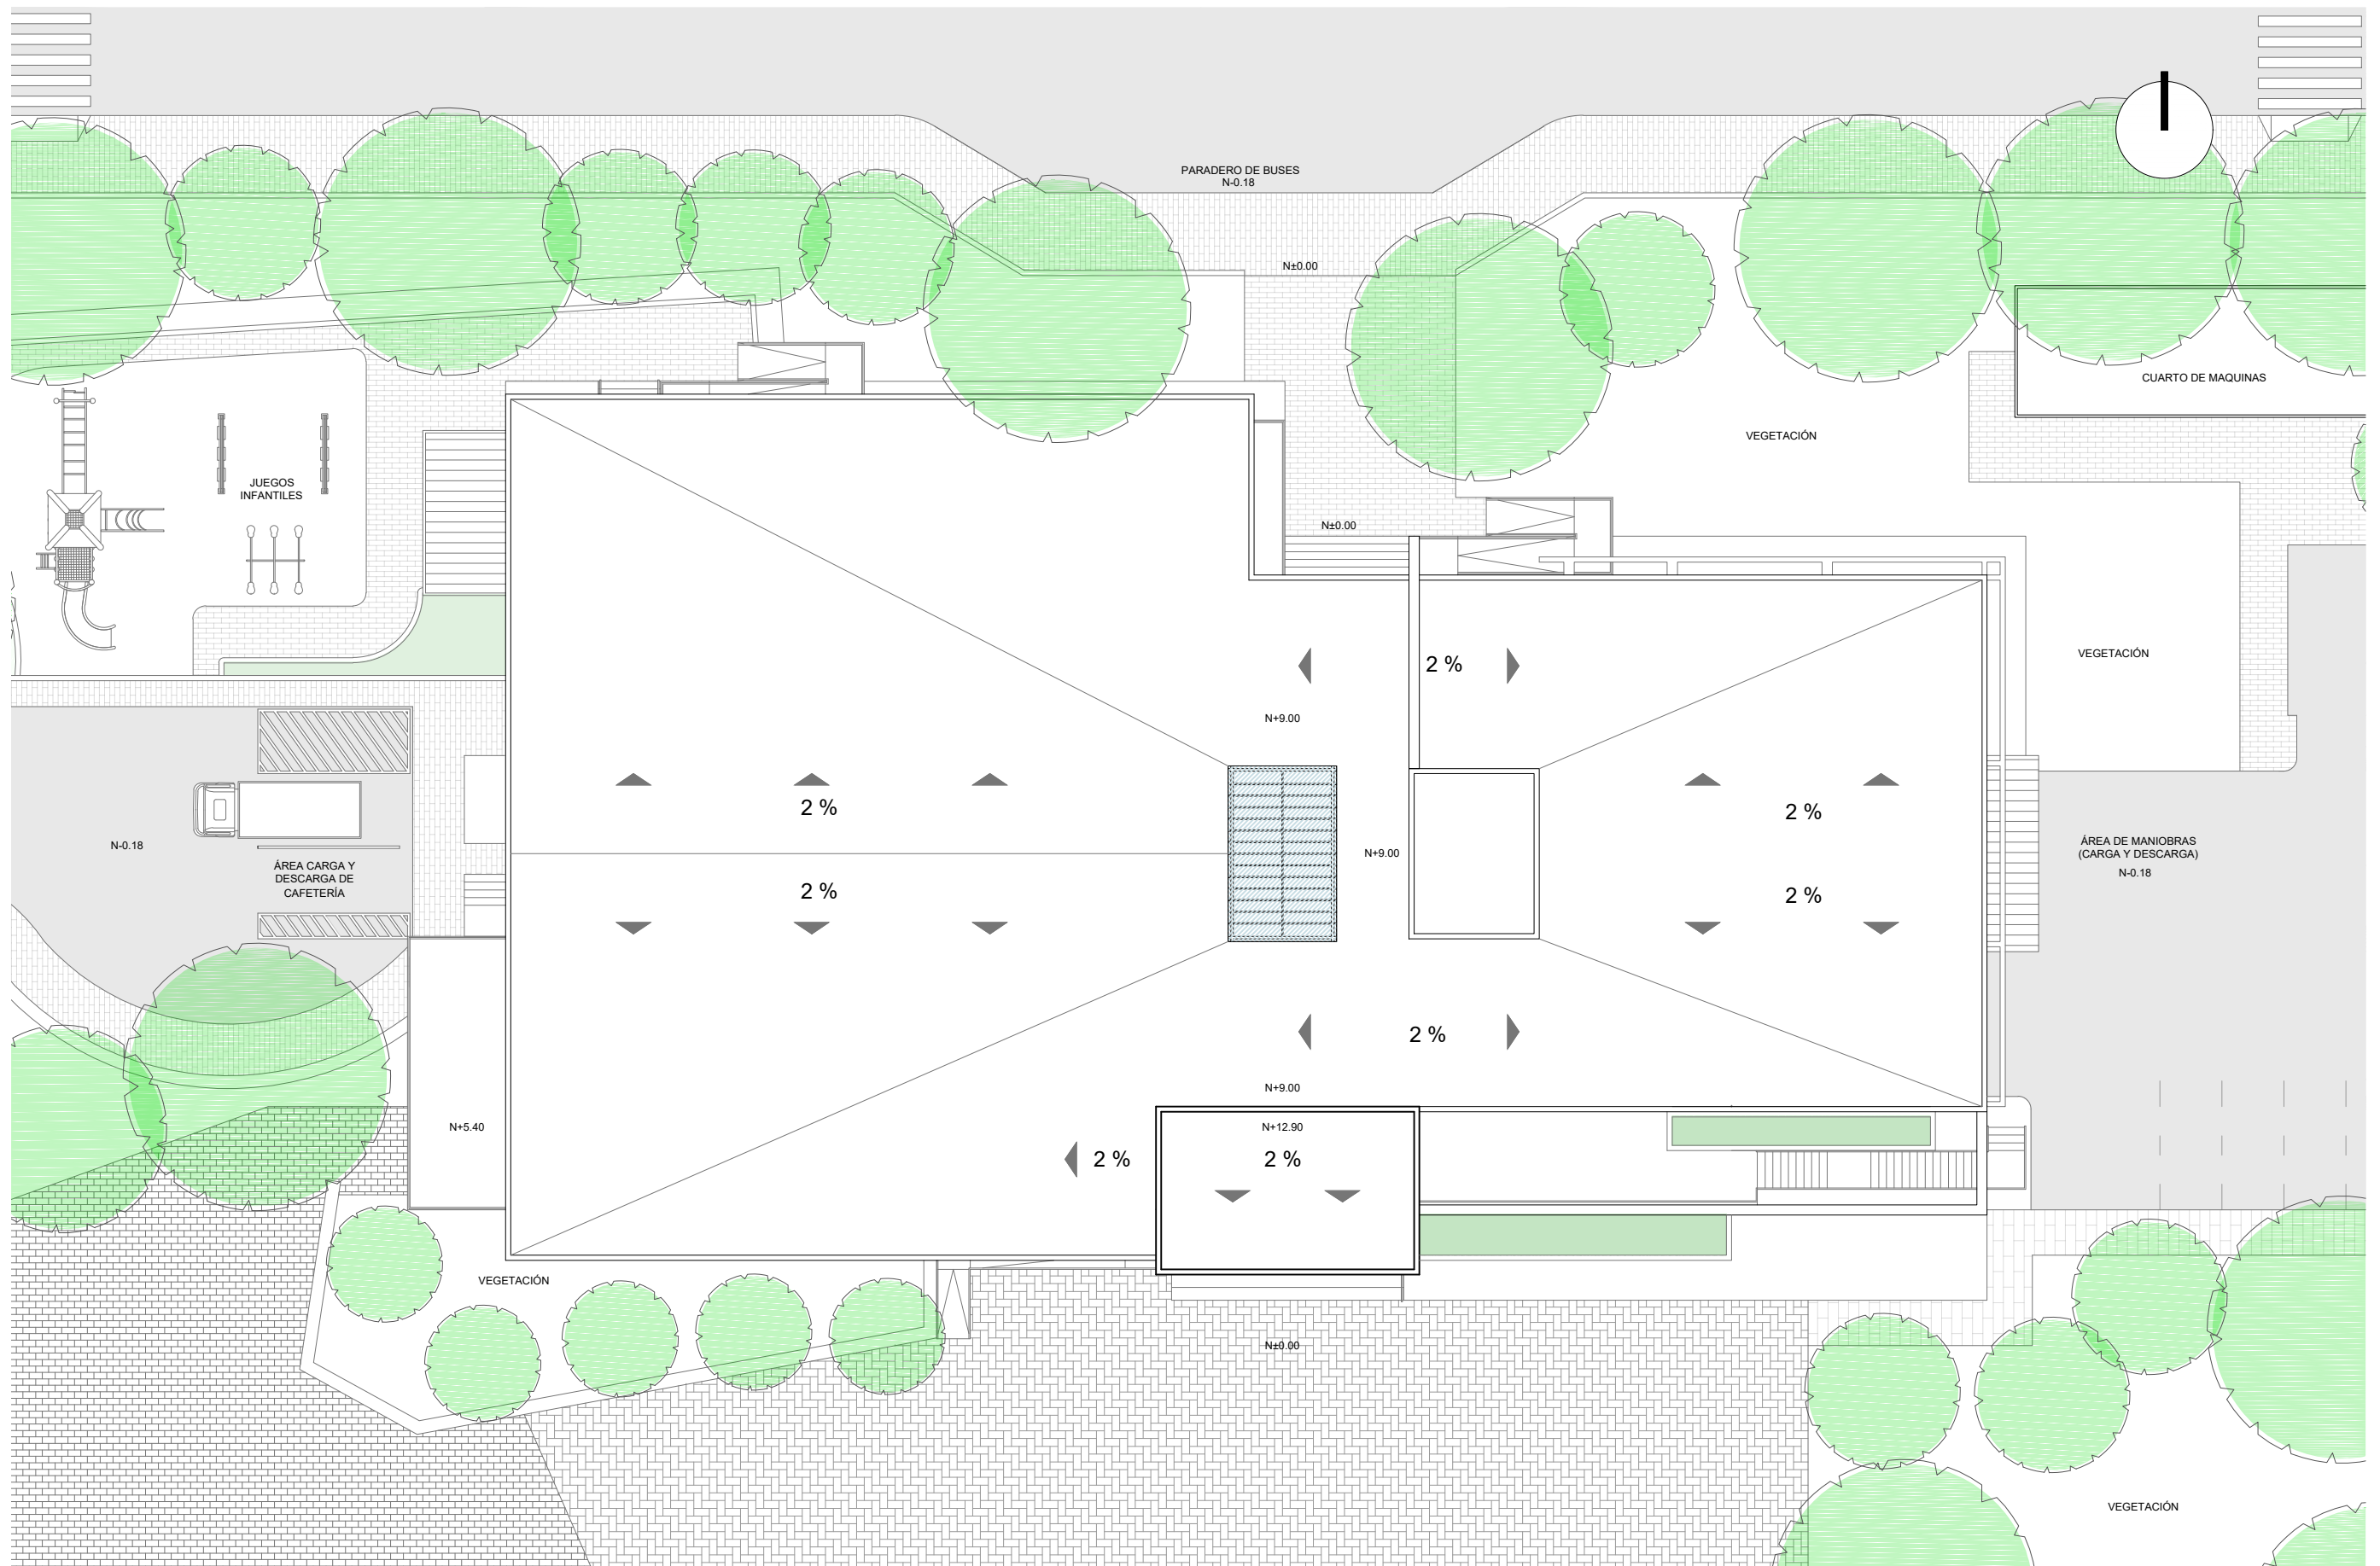 PARADERO DE BUSES
N-0.18
N±0.00
CUARTO DE MAQUINAS
VEGETACIÓN
JUEGOS
INFANTILES
N±0.00
VEGETACIÓN
2 %
N+9.00
2 %
2 %
N-0.18
ÁREA CARGA Y
DESCARGA DE
CAFETERÍA
N+9.00
ÁREA DE MANIOBRAS
(CARGA Y DESCARGA)
N-0.18
2 %
2 %
2 %
N+9.00
N+5.40
N+12.90
2 %
2 %
VEGETACIÓN
N±0.00
VEGETACIÓN